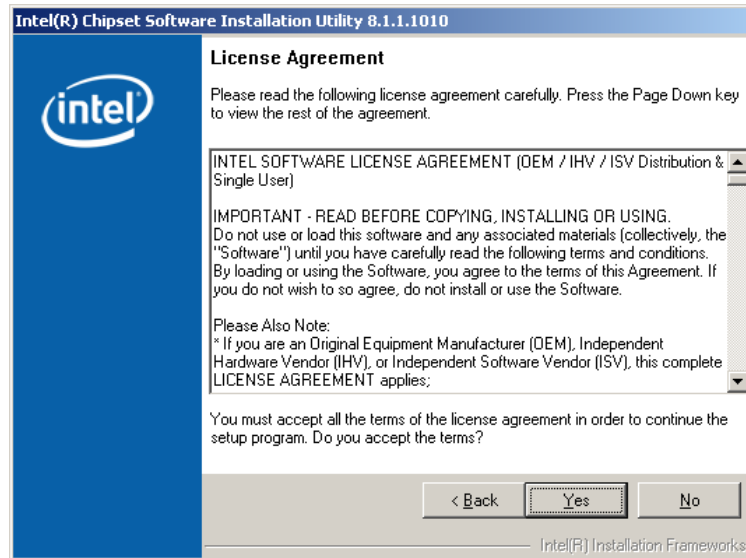 Intel(R) Chipset Software Installation Utility 8.1.1.1010
intel
License Agreement
Please read the following license agreement carefully. Press the Page Down key
to view the rest of the agreement.
INTEL SOFTWARE LICENSE AGREEMENT (OEM / IHV / ISV Distribution &
Single User)
IMPORTANT - READ BEFORE COPYING, INSTALLING OR USING.
Do not use or load this software and any associated materials (collectively, the
"Software") until you have carefully read the following terms and conditions.
By loading or using the Software, you agree to the terms of this Agreement. If
you do not wish to so agree, do not install or use the Software.
Please Also Note:
* If you are an Original Equipment Manufacturer (OEM), Independent
Hardware Vendor (IHV), or Independent Software Vendor (ISV), this complete
LICENSE AGREEMENT applies;
You must accept all the terms of the license agreement in order to continue the
setup program. Do you accept the terms?
< Back Yes No
Intel(R) Installation Frameworks